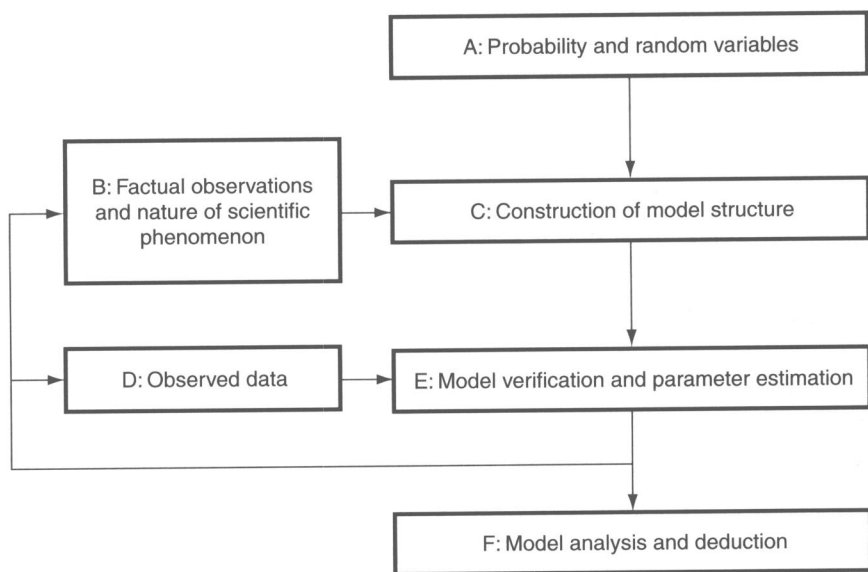 A: Probability and random variables
B: Factual observations
and nature of scientific
phenomenon
C: Construction of model structure
D: Observed data
E: Model verification and parameter estimation
F: Model analysis and deduction